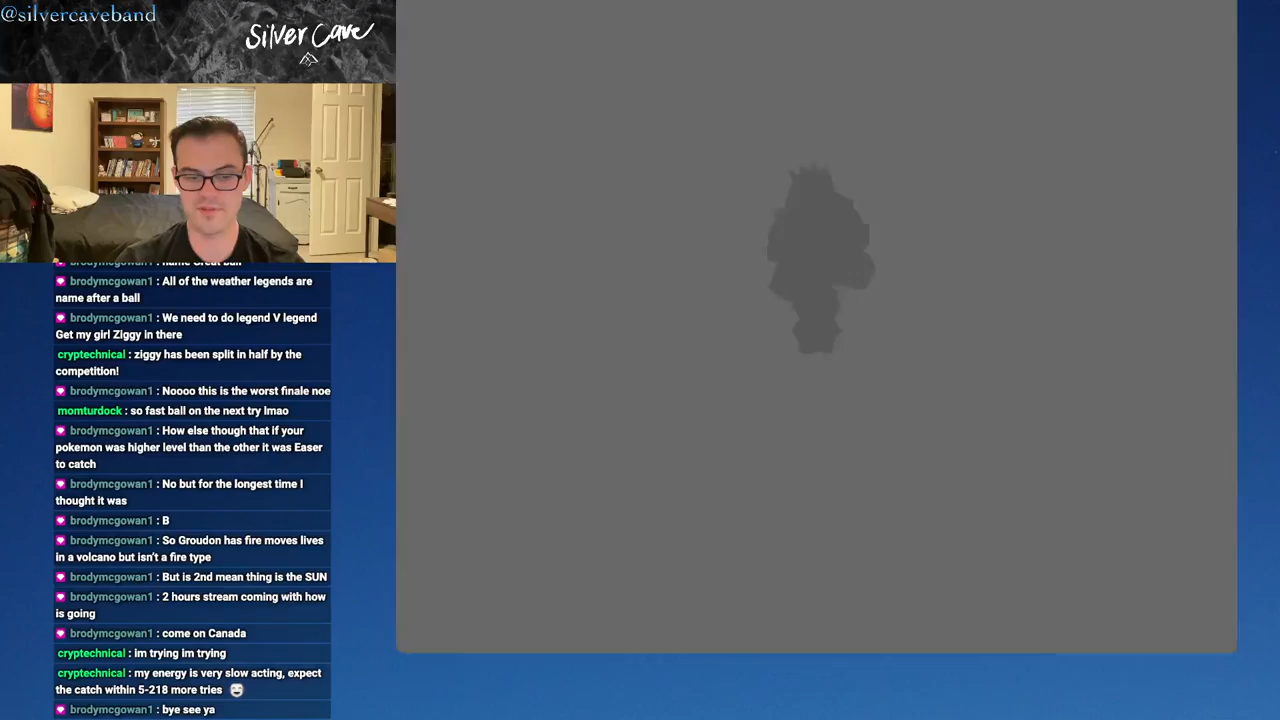 @silvercaveband
Silver Cave
brodymcgowan1 : name Great ball
brodymcgowan1 : All of the weather legends are
name after a ball
brodymcgowan1 : We need to do legend V legend
Get my girl Ziggy in there
cryptechnical : ziggy has been split in half by the
competition!
brodymcgowan1 : Noooo this is the worst finale noe
momturdock : so fast ball on the next try lmao
brodymcgowan1 : How else though that if your
pokemon was higher level than the other it was Easer
to catch
brodymcgowan1 : No but for the longest time I
thought it was
brodymcgowan1 : B
brodymcgowan1 : So Groudon has fire moves lives
in a volcano but isn't a fire type
brodymcgowan1 : But is 2nd mean thing is the SUN
brodymcgowan1 : 2 hours stream coming with how
is going
brodymcgowan1 : come on Canada
cryptechnical : im trying im trying
cryptechnical : my energy is very slow acting, expect
the catch within 5-218 more tries
brodymcgowan1 : bye see ya